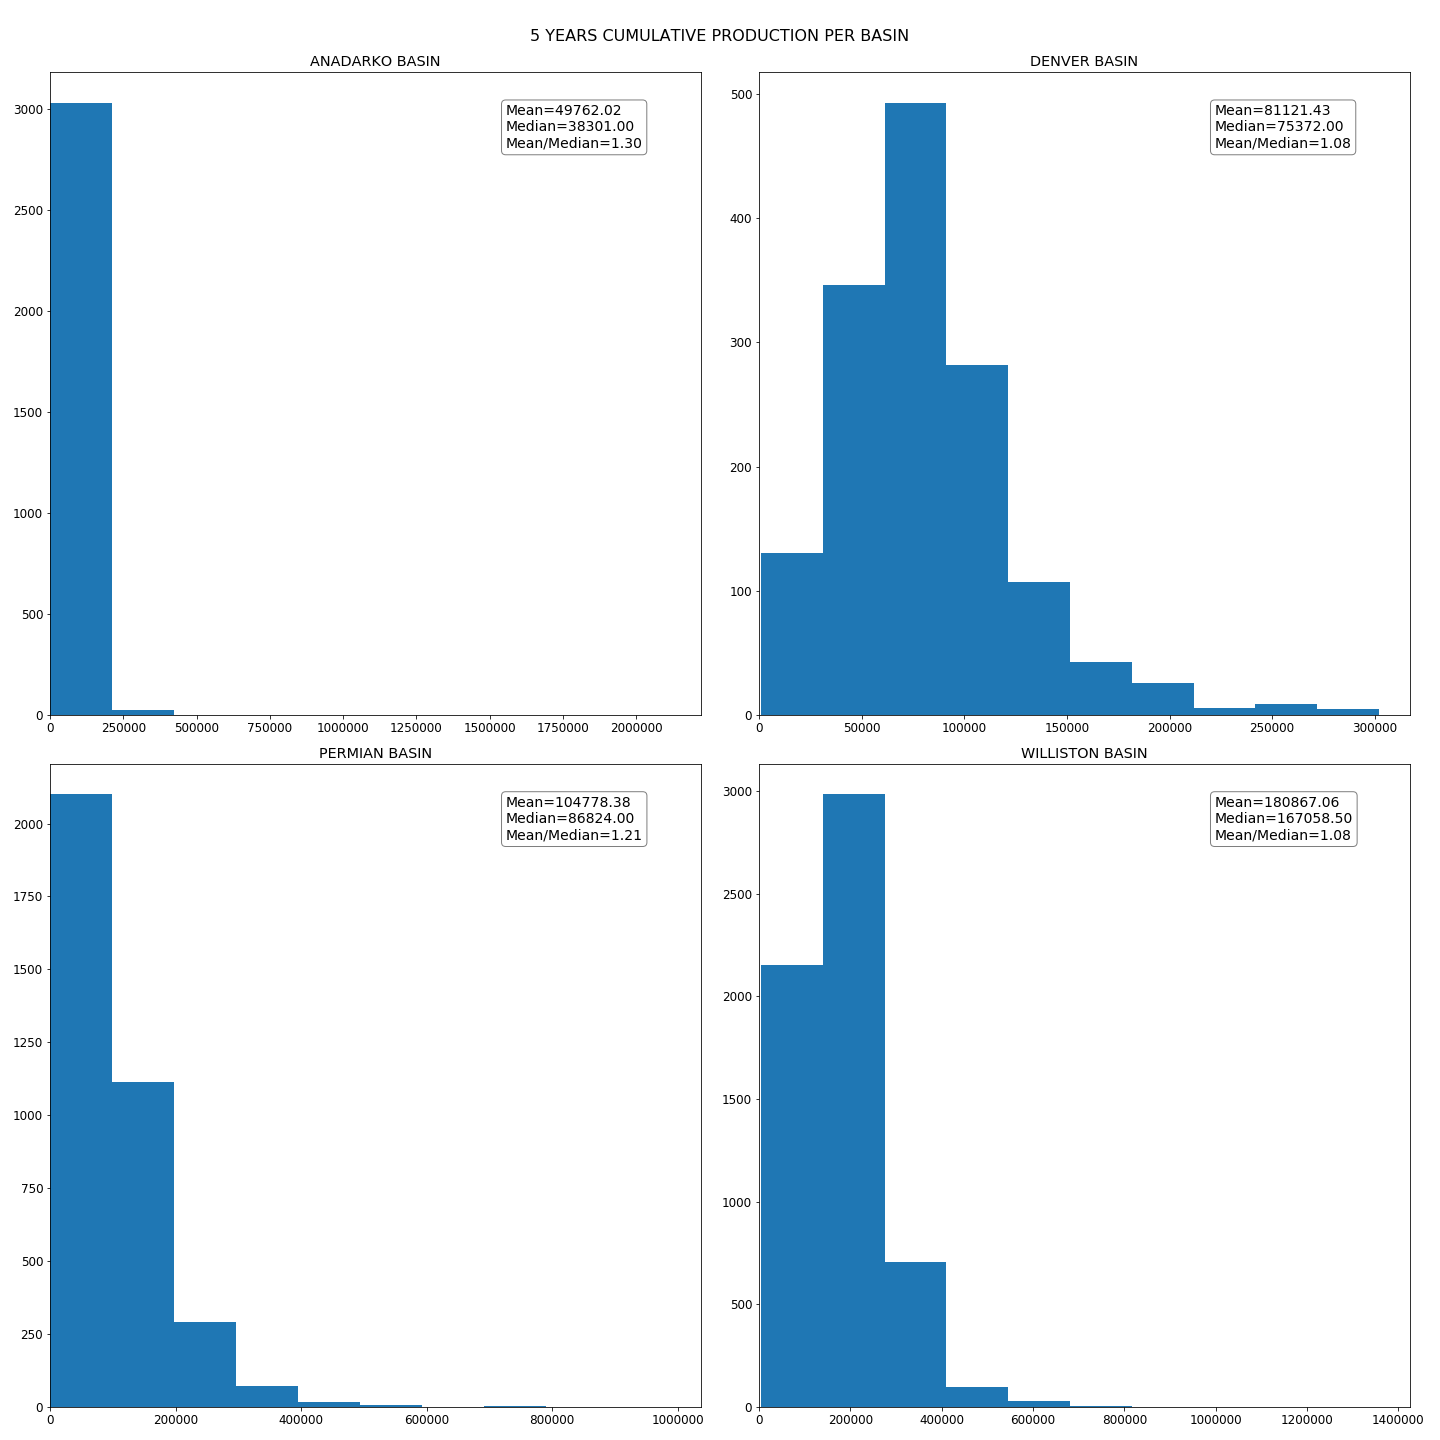 5 YEARS CUMULATIVE PRODUCTION PER BASIN
ANADARKO BASIN
Mean=49762.02
Median=38301.00
Mean/Median=1.30
3000
2500
2000
1500
1000
500
0
0 250000 500000 750000 1000000 1250000 1500000 1750000 2000000
DENVER BASIN
Mean=81121.43
Median=75372.00
Mean/Median=1.08
500
400
300
200
100
0
0 50000 100000 150000 200000 250000 300000
PERMIAN BASIN
Mean=104778.38
Median=86824.00
Mean/Median=1.21
2000
1750
1500
1250
1000
750
500
250
0
0 200000 400000 600000 800000 1000000
WILLISTON BASIN
Mean=180867.06
Median=167058.50
Mean/Median=1.08
3000
2500
2000
1500
1000
500
0
0 200000 400000 600000 800000 1000000 1200000 1400000